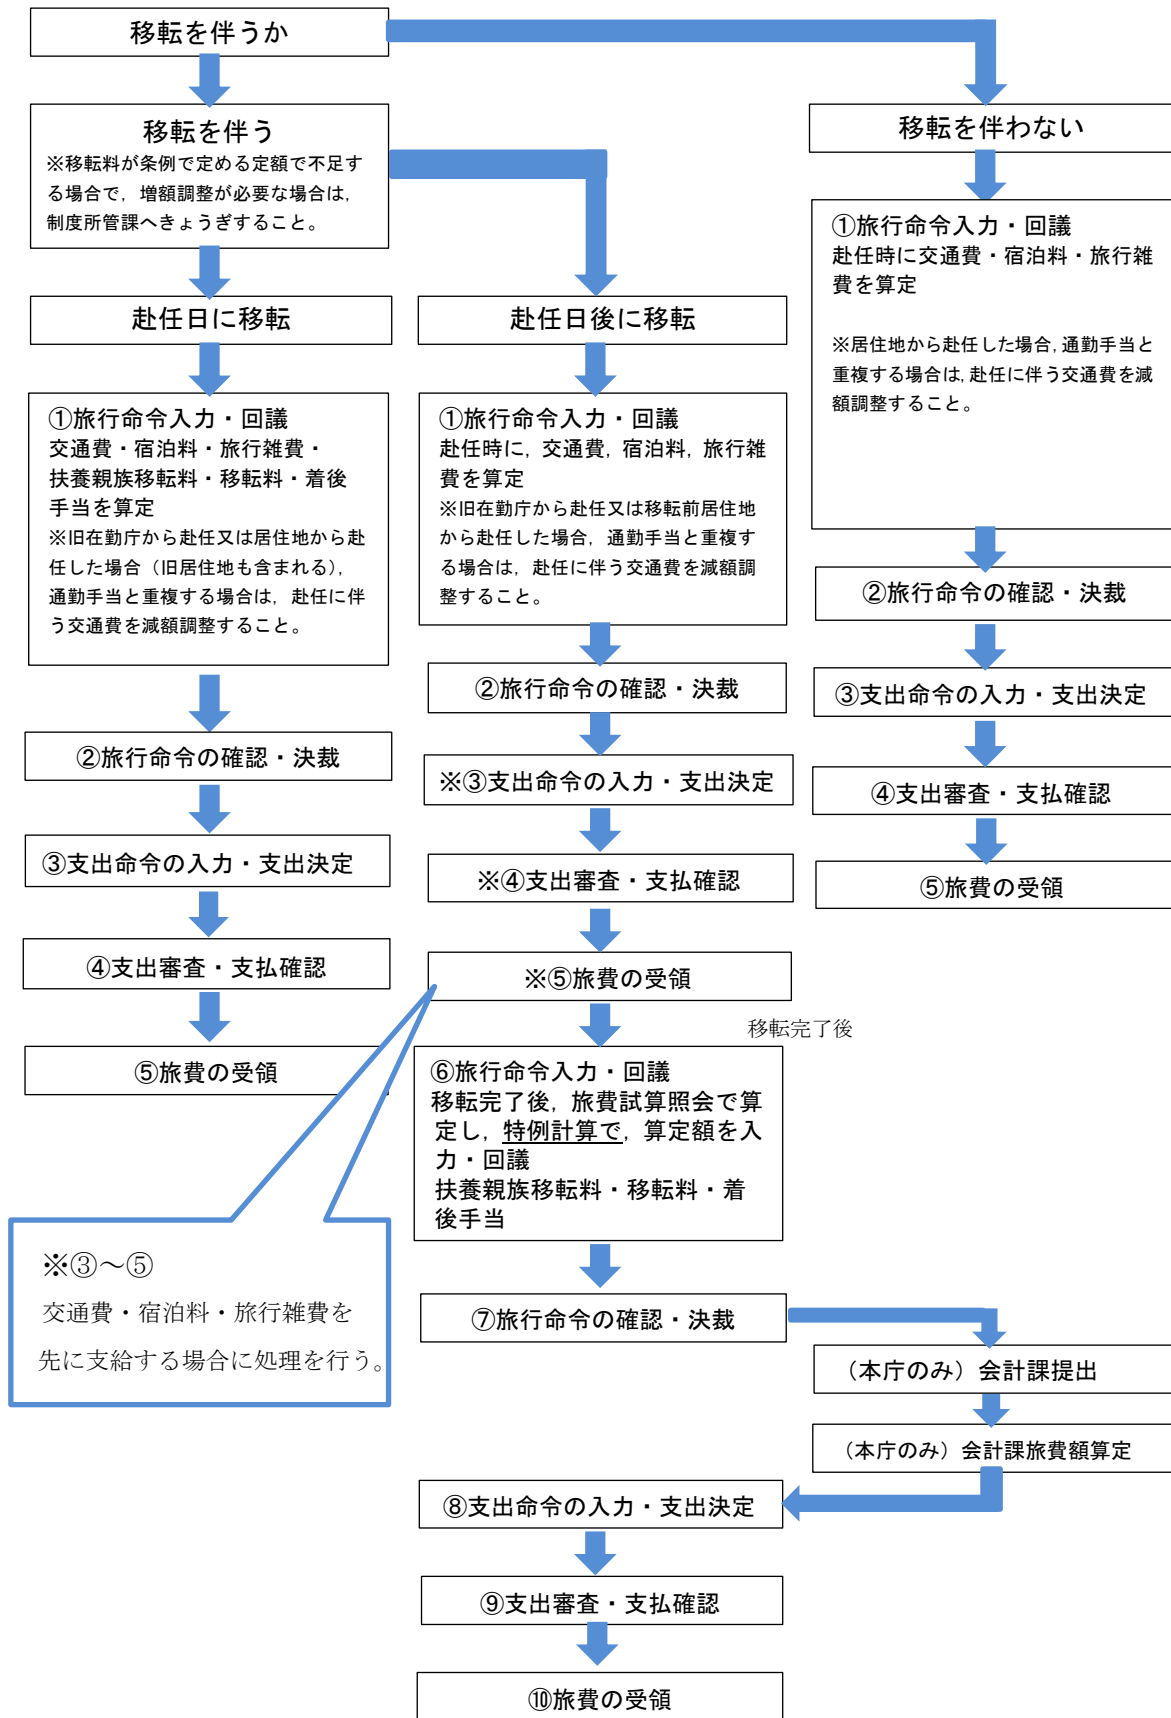 移転を伴うか
移転を伴う
※移転料が条例で定める定額で不足す
る場合で，増額調整が必要な場合は，
制度所管課へきょうぎすること。
移転を伴わない
①旅行命令入力・回議
赴任時に交通費・宿泊料・旅行雑
費を算定
※居住地から赴任した場合，通勤手当と
重複する場合は，赴任に伴う交通費を減
額調整すること。
②旅行命令の確認・決裁
③支出命令の入力・支出決定
④支出審査・支払確認
⑤旅費の受領
赴任日に移転
①旅行命令入力・回議
交通費・宿泊料・旅行雑費・
扶養親族移転料・移転料・着後
手当を算定
※旧在勤庁から赴任又は居住地から赴
任した場合（旧居住地も含まれる），
通勤手当と重複する場合は，赴任に伴
う交通費を減額調整すること。
②旅行命令の確認・決裁
③支出命令の入力・支出決定
④支出審査・支払確認
⑤旅費の受領
赴任日後に移転
①旅行命令入力・回議
赴任時に，交通費，宿泊料，旅行雑
費を算定
※旧在勤庁から赴任又は移転前居住地
から赴任した場合，通勤手当と重複す
る場合は，赴任に伴う交通費を減額調
整すること。
②旅行命令の確認・決裁
※③支出命令の入力・支出決定
※④支出審査・支払確認
※⑤旅費の受領
移転完了後
⑥旅行命令入力・回議
移転完了後，旅費試算照会で算
定し，特例計算で，算定額を入
力・回議
扶養親族移転料・移転料・着
後手当
※③～⑤
交通費・宿泊料・旅行雑費を
先に支給する場合に処理を行う。
⑦旅行命令の確認・決裁
（本庁のみ）会計課提出
（本庁のみ）会計課旅費額算定
⑧支出命令の入力・支出決定
⑨支出審査・支払確認
⑩旅費の受領